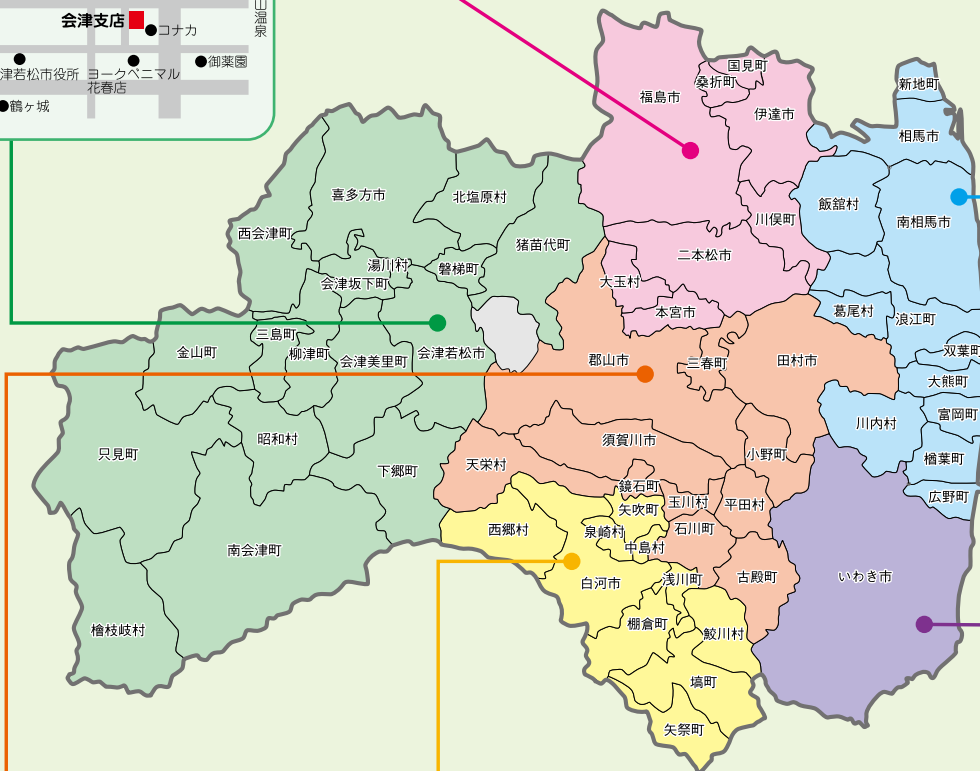 会津支店
コナカ
津若松市役所
ヨークベニマル
花春店
御薬園
鶴ヶ城
温泉
国見町
桑折町
福島市
伊達市
新地町
相馬市
喜多方市
北塩原村
飯舘村
川俣町
南相馬市
西会津町
猪苗代町
二本松市
湯川村
磐梯町
会津坂下町
大玉村
本宮市
葛尾村
浪江町
三島町
金山町
柳津町
会津美里町
会津若松市
郡山市
三春町
田村市
双葉町
大熊町
富岡町
川内村
昭和村
只見町
須賀川市
小野町
楢葉町
下郷町
天栄村
鏡石町
広野町
矢吹町
玉川村
平田村
西郷村
泉崎村
石川町
中島村
南会津町
白河市
浅川町
古殿町
いわき市
檜枝岐村
棚倉町
鮫川村
塙町
矢祭町